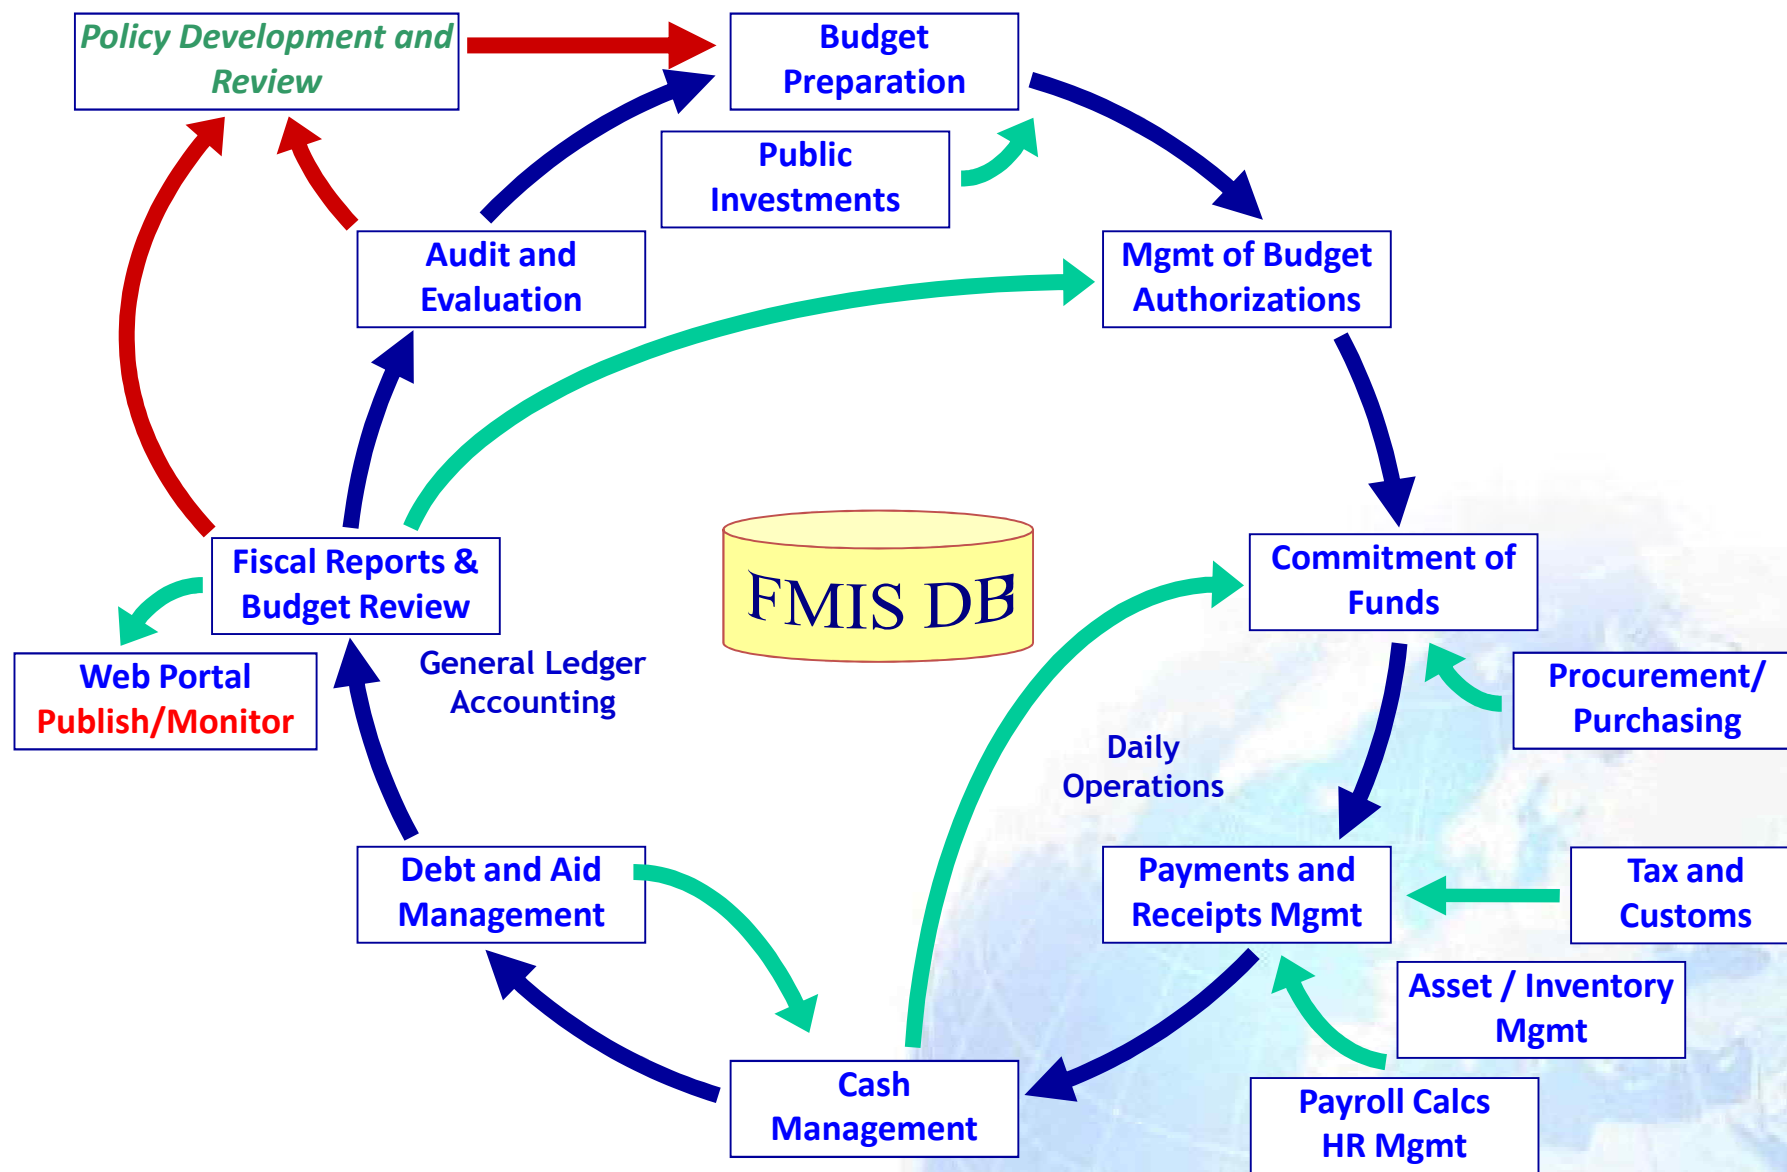 Policy Development and
Review
Budget
Preparation
Public
Investments
Audit and
Evaluation
Mgmt of Budget
Authorizations
Fiscal Reports &
Budget Review
FMIS DB
Commitment of
Funds
Web Portal
Publish/Monitor
General Ledger
Accounting
Procurement/
Purchasing
Daily
Operations
Debt and Aid
Management
Payments and
Receipts Mgmt
Tax and
Customs
Asset / Inventory
Mgmt
Cash
Management
Payroll Calcs
HR Mgmt